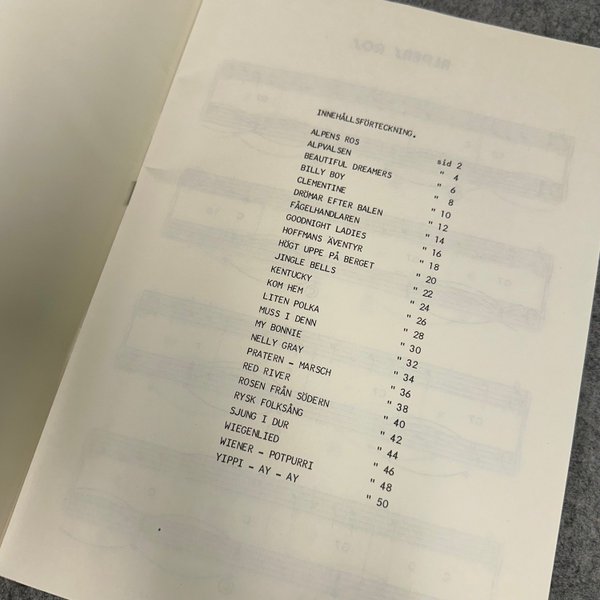 INNEHÅLLSFÖRTECKNING.
ALPENS ROS sid 2
ALPVALSEN " 4
BEAUTIFUL DREAMERS " 6
BILLY BOY " 8
CLEMENTINE " 10
DRÖMAR EFTER BALEN " 12
FÅGELHANDLAREN " 14
GOODNIGHT LADIES " 16
HOFFMANS ÄVENTYR " 18
HÖGT UPPE PÅ BERGET " 20
JINGLE BELLS " 22
KENTUCKY " 24
KOM HEM " 26
LITEN POLKA " 28
MUSS I DENN " 30
MY BONNIE " 32
NELLY GRAY " 34
PRATERN - MARSCH " 36
RED RIVER " 38
ROSEN FRÅN SÖDERN " 40
RYSK FOLKSÅNG " 42
SJUNG I DUR " 44
WIEGENLIED " 46
WIENER - POTPURRI " 48
YIPPI - AY - AY " 50